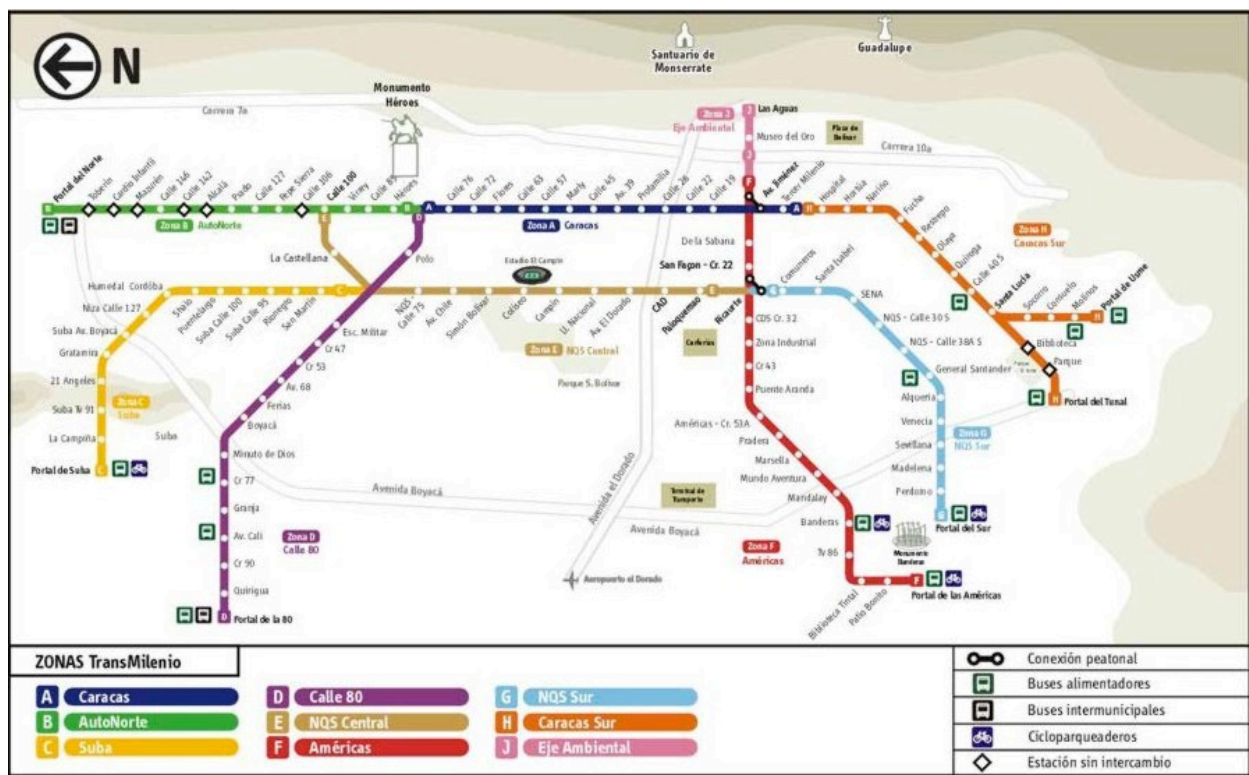 N
Santuario de
Monserrate
Guadalupe
Monumento
Héroes
Carrera 7a
Zona J
Eje Ambiental
J
Las Aguas
Museo del Oro
J
Plaza de
Bolívar
Carrera 10a
B
Portal del Norte
Toberín
Cardio Infantil
Mazurén
Calle 146
Calle 142
Alcalá
Prado
Calle 127
Pepe Sierra
Calle 106
Calle 100
Virrey
Calle 85
Héroes
B
Zona B
AutoNorte
A
Calle 76
Calle 72
Flores
Calle 63
Calle 57
Marly
Calle 45
Av. 39
Profamilia
Calle 26
Calle 22
Calle 19
F
Av. Jiménez
Tercer Milenio
A
Zona A
Caracas
H
Hospital
Hortúa
Nariño
Fucha
Restrepo
Olaya
Quiroga
Calle 40 S
Santa Lucía
Socorro
Consuelo
Molinos
Portal de Usme
H
Biblioteca
Parque
H
Portal del Tunal
Zona H
Caracas Sur
E
La Castellana
D
Polo
De la Sabana
San Façon - Cr. 22
Estadio El Campín
Humedal Córdoba
Niza Calle 127
Suba Av. Boyacá
Gratamira
21 Angeles
Suba Tv 91
La Campiña
Portal de Suba
C
Shaio
Puentelargo
Suba Calle 100
Suba Calle 95
Rionegro
San Martín
C
Zona C
Suba
Suba
NQS
Calle 75
Av. Chile
Simón Bolívar
Coliseo
Campín
U. Nacional
Av. El Dorado
CAD
Paloquemao
Ricaurte
E
Zona E
NQS Central
Parque S. Bolívar
G
Comuneros
Santa Isabel
SENA
NQS - Calle 30 S
NQS - Calle 38A S
General Santander
Alquería
Venecia
Sevillana
Madelena
Perdomo
G
Portal del Sur
Zona G
NQS Sur
Esc. Militar
Cr 47
Cr 53
Av. 68
Ferias
Boyacá
Minuto de Dios
Cr 77
Granja
Av. Cali
Cr 90
Quirigua
D
Portal de la 80
Zona D
Calle 80
Corferias
CDS Cr. 32
Zona Industrial
Cr 43
Puente Aranda
Américas - Cr. 53A
Pradera
Marsella
Mundo Aventura
Mandalay
Banderas
Tv 86
Biblioteca Tintal
Patio Bonito
F
Portal de las Américas
Zona F
Américas
Monumento
Banderas
Terminal de
Transporte
Avenida Boyacá
Avenida Boyacá
Avenida el Dorado
Aeropuerto el Dorado
ZONAS TransMilenio
A Caracas
B AutoNorte
C Suba
D Calle 80
E NQS Central
F Américas
G NQS Sur
H Caracas Sur
J Eje Ambiental
Conexión peatonal
Buses alimentadores
Buses intermunicipales
Cicloparqueaderos
Estación sin intercambio